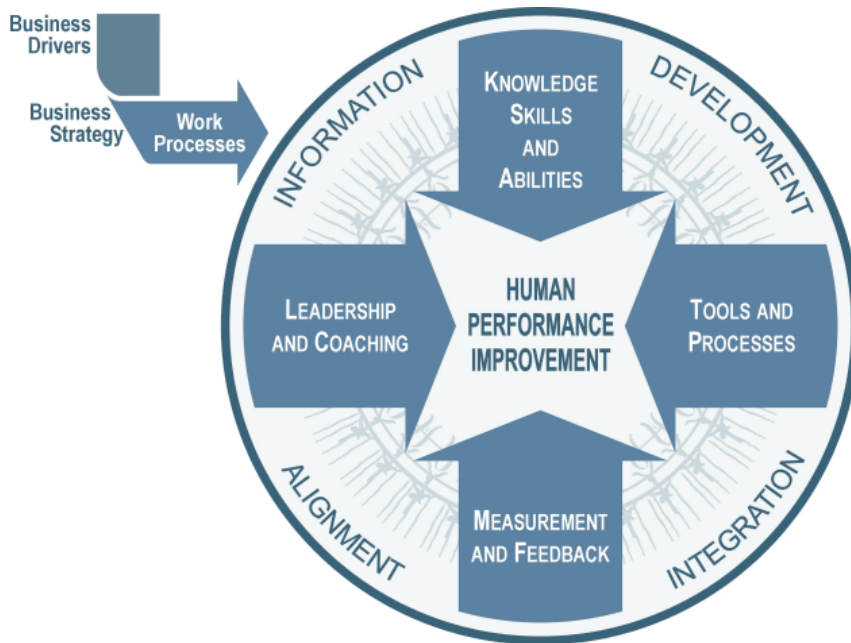 Business
Drivers
Business
Strategy
Work
Processes
INFORMATION
DEVELOPMENT
KNOWLEDGE
SKILLS
AND
ABILITIES
LEADERSHIP
AND COACHING
HUMAN
PERFORMANCE
IMPROVEMENT
TOOLS AND
PROCESSES
MEASUREMENT
AND FEEDBACK
ALIGNMENT
INTEGRATION